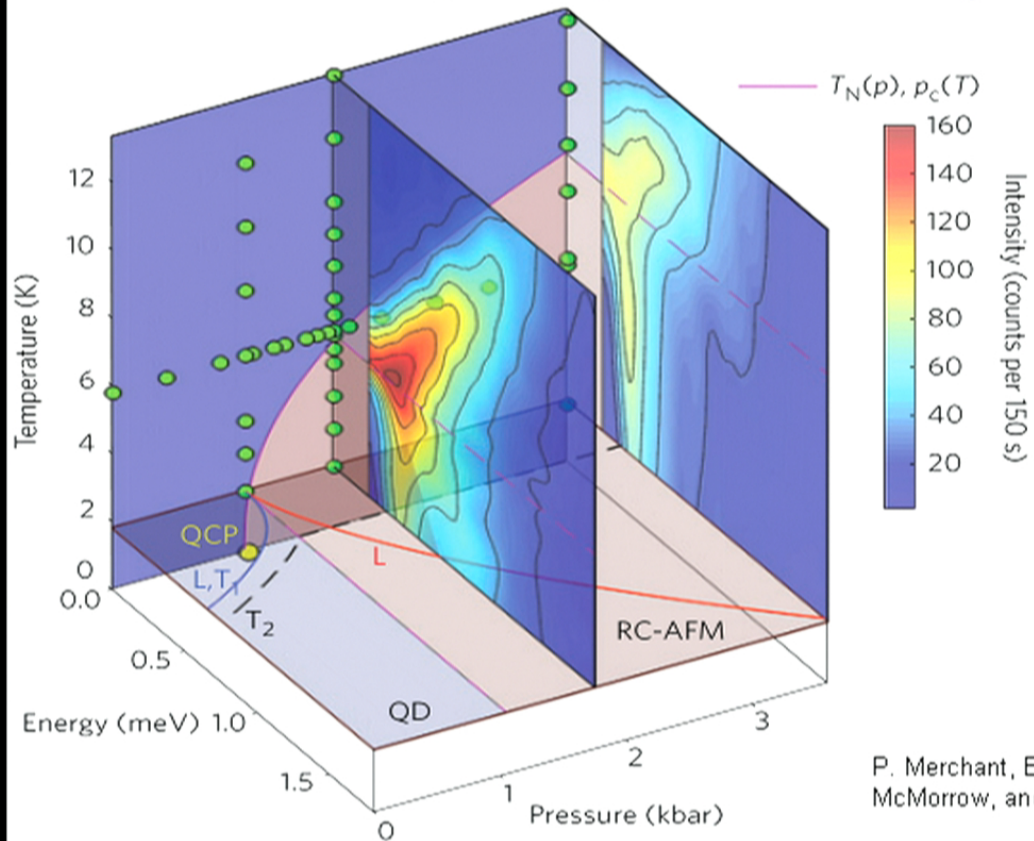 T_N(p), p_c(T)
160
140
120
100
80
60
40
20
Intensity (counts per 150 s)
12
10
8
6
4
2
0
Temperature (K)
0.0
0.5
1.0
1.5
Energy (meV)
0
1
2
3
Pressure (kbar)
QCP
L,T₁
T₂
L
QD
RC-AFM
P. Merchant, B
McMorrow, an